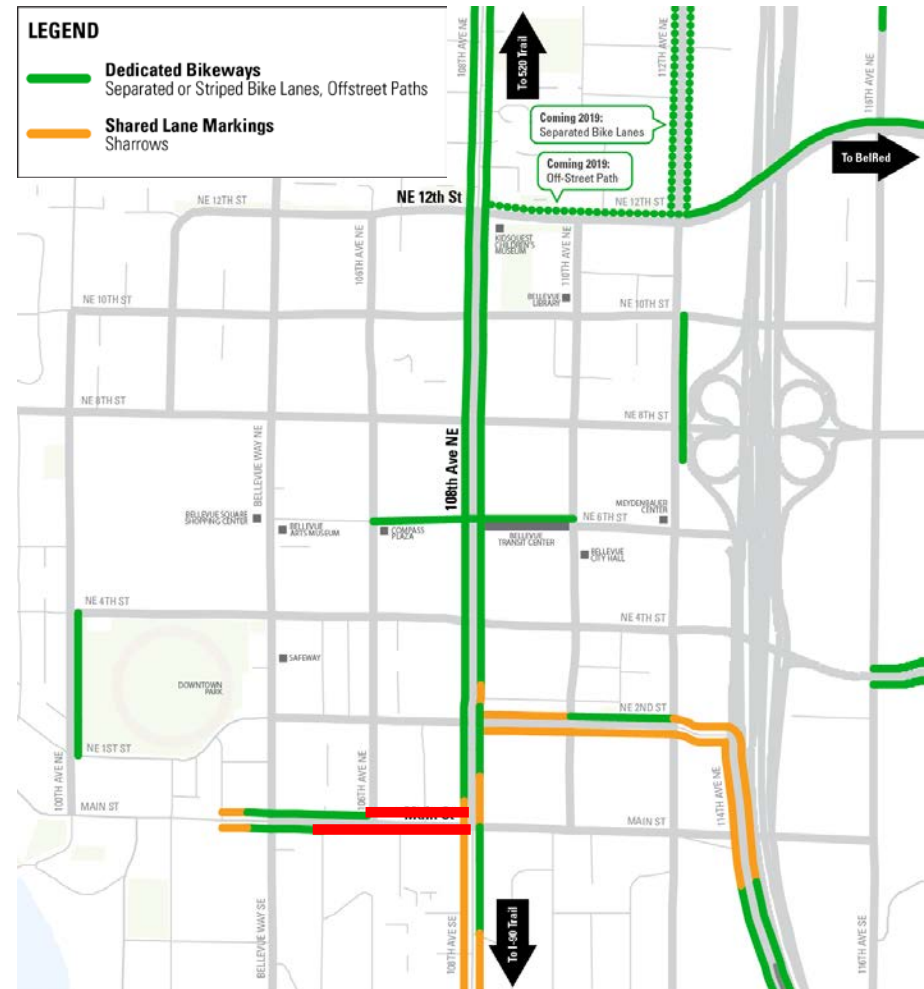 LEGEND
Dedicated Bikeways
Separated or Striped Bike Lanes, Offstreet Paths
Shared Lane Markings
Sharrows
108TH AVE NE
To 520 Trail
112TH AVE NE
116TH AVE NE
Coming 2019:
Separated Bike Lanes
Coming 2019:
Off-Street Path
To BelRed
NE 12TH ST
NE 12th St
NE 12TH ST
106TH AVE NE
KIDSQUEST
CHILDREN'S
MUSEUM
110TH AVE NE
BELLEVUE
LIBRARY
NE 10TH ST
NE 10TH ST
NE 8TH ST
NE 8TH ST
BELLEVUE WAY NE
108th Ave NE
BELLEVUE SQUARE
SHOPPING CENTER
BELLEVUE
ARTS MUSEUM
COMPASS
PLAZA
BELLEVUE
TRANSIT CENTER
NE 6TH ST
MEYDENBAUER
CENTER
BELLEVUE
CITY HALL
NE 4TH ST
NE 4TH ST
SAFEWAY
DOWNTOWN
PARK
NE 2ND ST
NE 1ST ST
100TH AVE NE
106TH AVE NE
114TH AVE NE
MAIN ST
Main St
MAIN ST
BELLEVUE WAY SE
108TH AVE SE
To I-90 Trail
116TH AVE SE